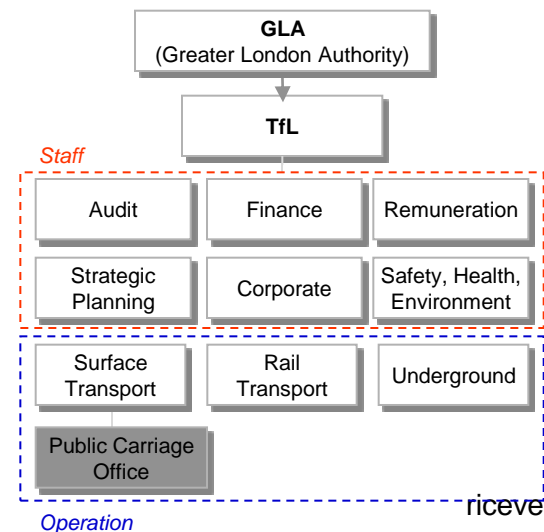 GLA
(Greater London Authority)
TfL
Staff
Audit
Finance
Remuneration
Strategic
Planning
Corporate
Safety, Health,
Environment
Surface
Transport
Rail
Transport
Underground
Public Carriage
Office
riceve
Operation